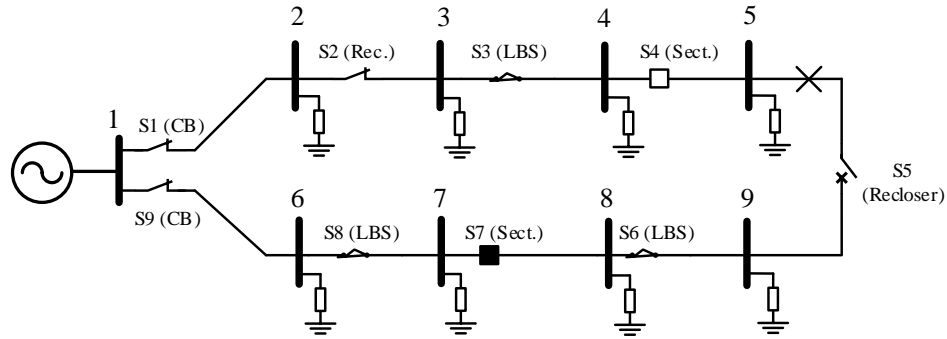 2
3
4
5
S2 (Rec.)
S3 (LBS)
S4 (Sect.)
1
S1 (CB)
S9 (CB)
S5
(Recloser)
6
7
8
9
S8 (LBS)
S7 (Sect.)
S6 (LBS)